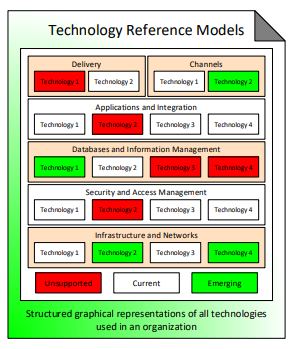 Technology Reference Models
Delivery
Channels
Technology 1
Technology 2
Technology 1
Technology 2
Applications and Integration
Technology 1
Technology 2
Technology 3
Technology 4
Databases and Information Management
Technology 1
Technology 2
Technology 3
Technology 4
Security and Access Management
Technology 1
Technology 2
Technology 3
Technology 4
Infrastructure and Networks
Technology 1
Technology 2
Technology 3
Technology 4
Unsupported
Current
Emerging
Structured graphical representations of all technologies
used in an organization